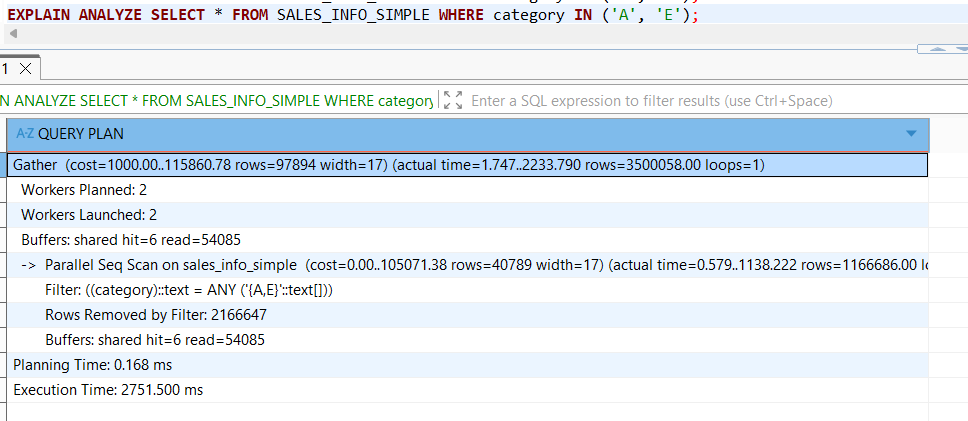 EXPLAIN ANALYZE SELECT * FROM SALES_INFO_SIMPLE WHERE category IN ('A', 'E');
1
N ANALYZE SELECT * FROM SALES_INFO_SIMPLE WHERE category Enter a SQL expression to filter results (use Ctrl+Space)
A-Z QUERY PLAN
Gather (cost=1000.00..115860.78 rows=97894 width=17) (actual time=1.747..2233.790 rows=3500058.00 loops=1)
Workers Planned: 2
Workers Launched: 2
Buffers: shared hit=6 read=54085
-> Parallel Seq Scan on sales_info_simple (cost=0.00..105071.38 rows=40789 width=17) (actual time=0.579..1138.222 rows=1166686.00
Filter: ((category)::text = ANY ('{A,E}'::text[]))
Rows Removed by Filter: 2166647
Buffers: shared hit=6 read=54085
Planning Time: 0.168 ms
Execution Time: 2751.500 ms